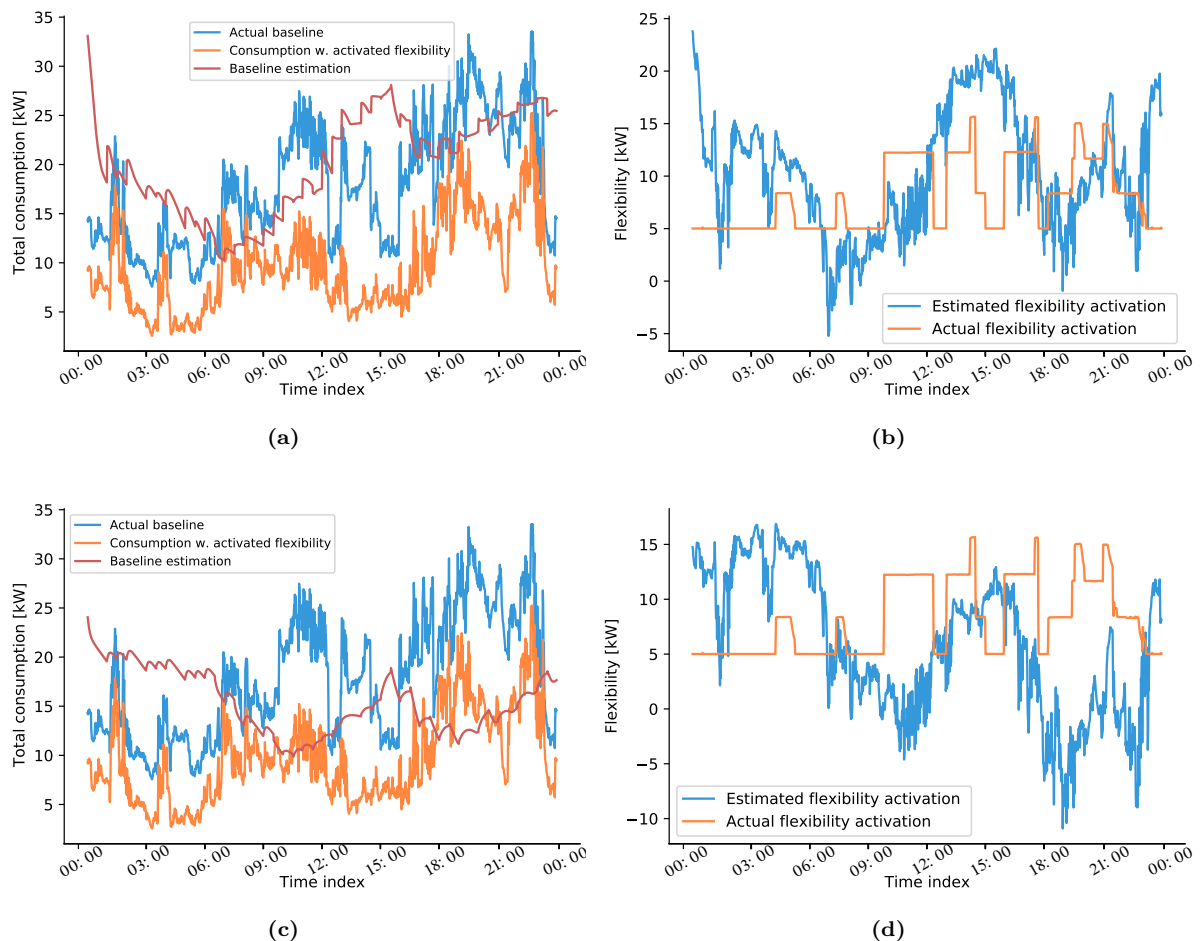 35
30
25
20
15
10
5
Total consumption [kW]
Actual baseline
Consumption w. activated flexibility
Baseline estimation
00: 00
03: 00
06: 00
09: 00
12: 00
15: 00
18: 00
21: 00
00: 00
Time index
(a)
25
20
15
10
5
0
−5
Flexibility [kW]
Estimated flexibility activation
Actual flexibility activation
00: 00
03: 00
06: 00
09: 00
12: 00
15: 00
18: 00
21: 00
00: 00
Time index
(b)
35
30
25
20
15
10
5
Total consumption [kW]
Actual baseline
Consumption w. activated flexibility
Baseline estimation
00: 00
03: 00
06: 00
09: 00
12: 00
15: 00
18: 00
21: 00
00: 00
Time index
(c)
15
10
5
0
−5
−10
Flexibility [kW]
Estimated flexibility activation
Actual flexibility activation
00: 00
03: 00
06: 00
09: 00
12: 00
15: 00
18: 00
21: 00
00: 00
Time index
(d)